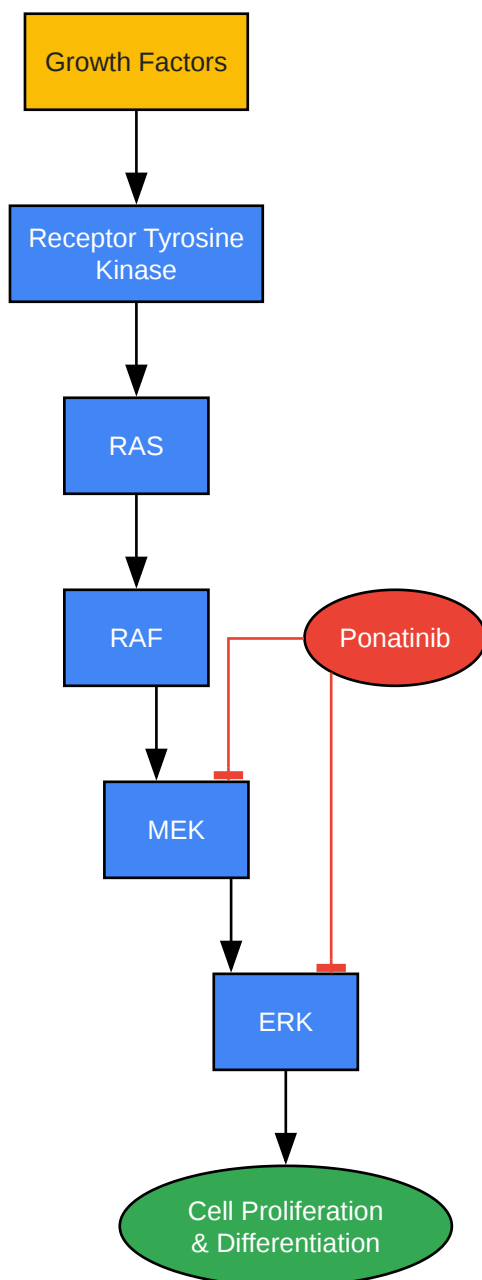 Growth Factors
Receptor Tyrosine
Kinase
RAS
RAF
Ponatinib
MEK
ERK
Cell Proliferation
& Differentiation